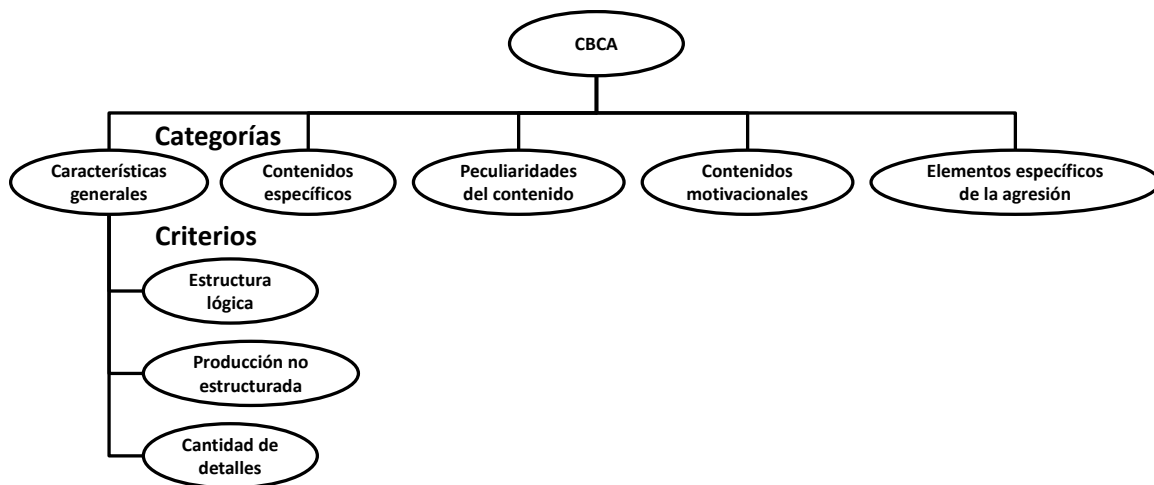 CBCA
Categorías
Características
generales
Contenidos
específicos
Peculiaridades
del contenido
Contenidos
motivacionales
Elementos específicos
de la agresión
Criterios
Estructura
lógica
Producción no
estructurada
Cantidad de
detalles